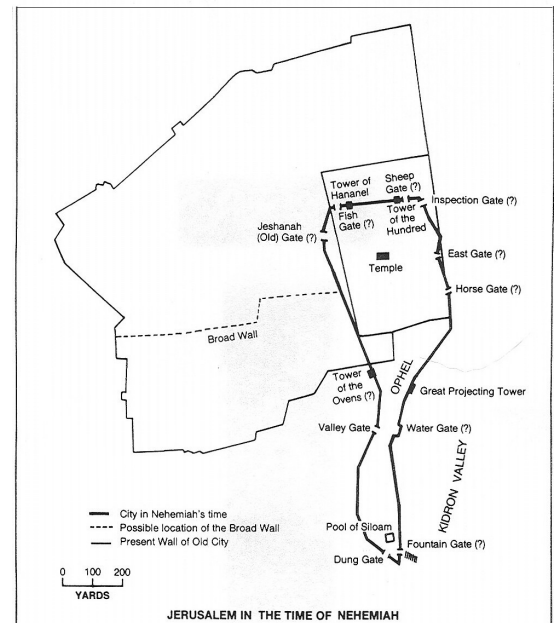 Tower of
Hananel
Sheep
Gate (?)
Inspection Gate (?)
Fish
Gate (?)
Tower
of the
Hundred
Jeshanah
(Old) Gate (?)
East Gate (?)
Temple
Horse Gate (?)
Broad Wall
OPHEL
Tower
of the
Ovens (?)
Great Projecting Tower
Valley Gate
Water Gate (?)
KIDRON VALLEY
City in Nehemiah's time
Possible location of the Broad Wall
Present Wall of Old City
Pool of Siloam
Fountain Gate (?)
Dung Gate
0 100 200
YARDS
JERUSALEM IN THE TIME OF NEHEMIAH